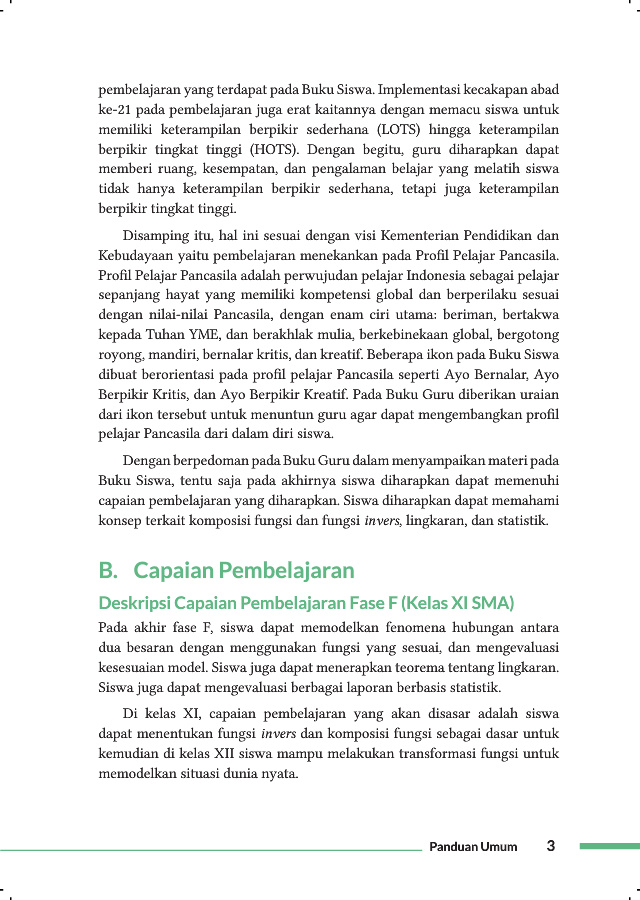 pembelajaran yang terdapat pada Buku Siswa. Implementasi kecakapan abad
ke-21 pada pembelajaran juga erat kaitannya dengan memacu siswa untuk
memiliki keterampilan berpikir sederhana (LOTS) hingga keterampilan
berpikir tingkat tinggi (HOTS). Dengan begitu, guru diharapkan dapat
memberi ruang, kesempatan, dan pengalaman belajar yang melatih siswa
tidak hanya keterampilan berpikir sederhana, tetapi juga keterampilan
berpikir tingkat tinggi.
Disamping itu, hal ini sesuai dengan visi Kementerian Pendidikan dan
Kebudayaan yaitu pembelajaran menekankan pada Profil Pelajar Pancasila.
Profil Pelajar Pancasila adalah perwujudan pelajar Indonesia sebagai pelajar
sepanjang hayat yang memiliki kompetensi global dan berperilaku sesuai
dengan nilai-nilai Pancasila, dengan enam ciri utama: beriman, bertakwa
kepada Tuhan YME, dan berakhlak mulia, berkebinekaan global, bergotong
royong, mandiri, bernalar kritis, dan kreatif. Beberapa ikon pada Buku Siswa
dibuat berorientasi pada profil pelajar Pancasila seperti Ayo Bernalar, Ayo
Berpikir Kritis, dan Ayo Berpikir Kreatif. Pada Buku Guru diberikan uraian
dari ikon tersebut untuk menuntun guru agar dapat mengembangkan profil
pelajar Pancasila dari dalam diri siswa.
Dengan berpedoman pada Buku Guru dalam menyampaikan materi pada
Buku Siswa, tentu saja pada akhirnya siswa diharapkan dapat memenuhi
capaian pembelajaran yang diharapkan. Siswa diharapkan dapat memahami
konsep terkait komposisi fungsi dan fungsi invers, lingkaran, dan statistik.
B. Capaian Pembelajaran
Deskripsi Capaian Pembelajaran Fase F (Kelas XI SMA)
Pada akhir fase F, siswa dapat memodelkan fenomena hubungan antara
dua besaran dengan menggunakan fungsi yang sesuai, dan mengevaluasi
kesesuaian model. Siswa juga dapat menerapkan teorema tentang lingkaran.
Siswa juga dapat mengevaluasi berbagai laporan berbasis statistik.
Di kelas XI, capaian pembelajaran yang akan disasar adalah siswa
dapat menentukan fungsi invers dan komposisi fungsi sebagai dasar untuk
kemudian di kelas XII siswa mampu melakukan transformasi fungsi untuk
memodelkan situasi dunia nyata.
Panduan Umum 3